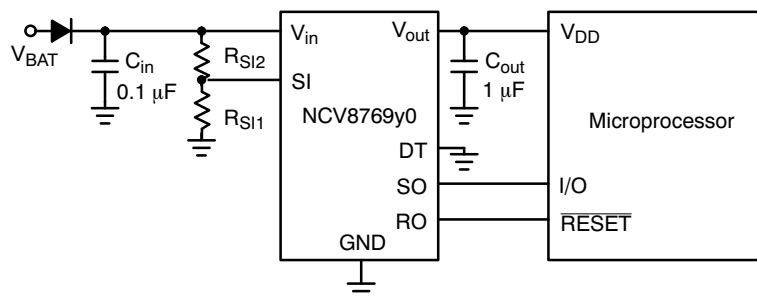 V_BAT
C_in
0.1 μF
R_SI2
R_SI1
V_in
V_out
SI
NCV8769y0
DT
SO
RO
GND
C_out
1 μF
V_DD
Microprocessor
I/O
RESET